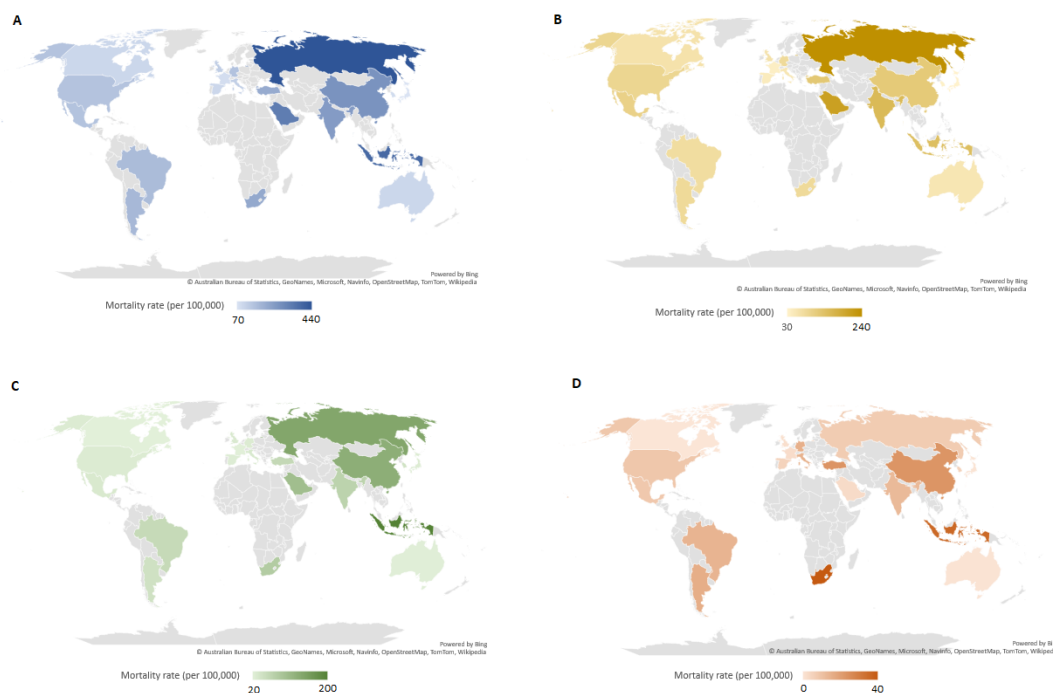 A
Powered by Bing
© Australian Bureau of Statistics, GeoNames, Microsoft, Navinfo, OpenStreetMap, TomTom, Wikipedia
Mortality rate (per 100,000)
70 440
B
Powered by Bing
© Australian Bureau of Statistics, GeoNames, Microsoft, Navinfo, OpenStreetMap, TomTom, Wikipedia
Mortality rate (per 100,000)
30 240
C
Powered by Bing
© Australian Bureau of Statistics, GeoNames, Microsoft, Navinfo, OpenStreetMap, TomTom, Wikipedia
Mortality rate (per 100,000)
20 200
D
Powered by Bi
© Australian Bureau of Statistics, GeoNames, Microsoft, Navinfo, OpenStreetMap, TomTom, Wikiped
Mortality rate (per 100,000)
0 40